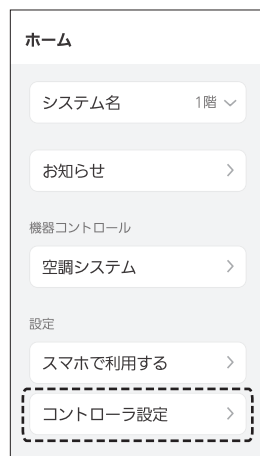 ホーム
システム名 1階
お知らせ
機器コントロール
空調システム
設定
スマホで利用する
コントローラ設定